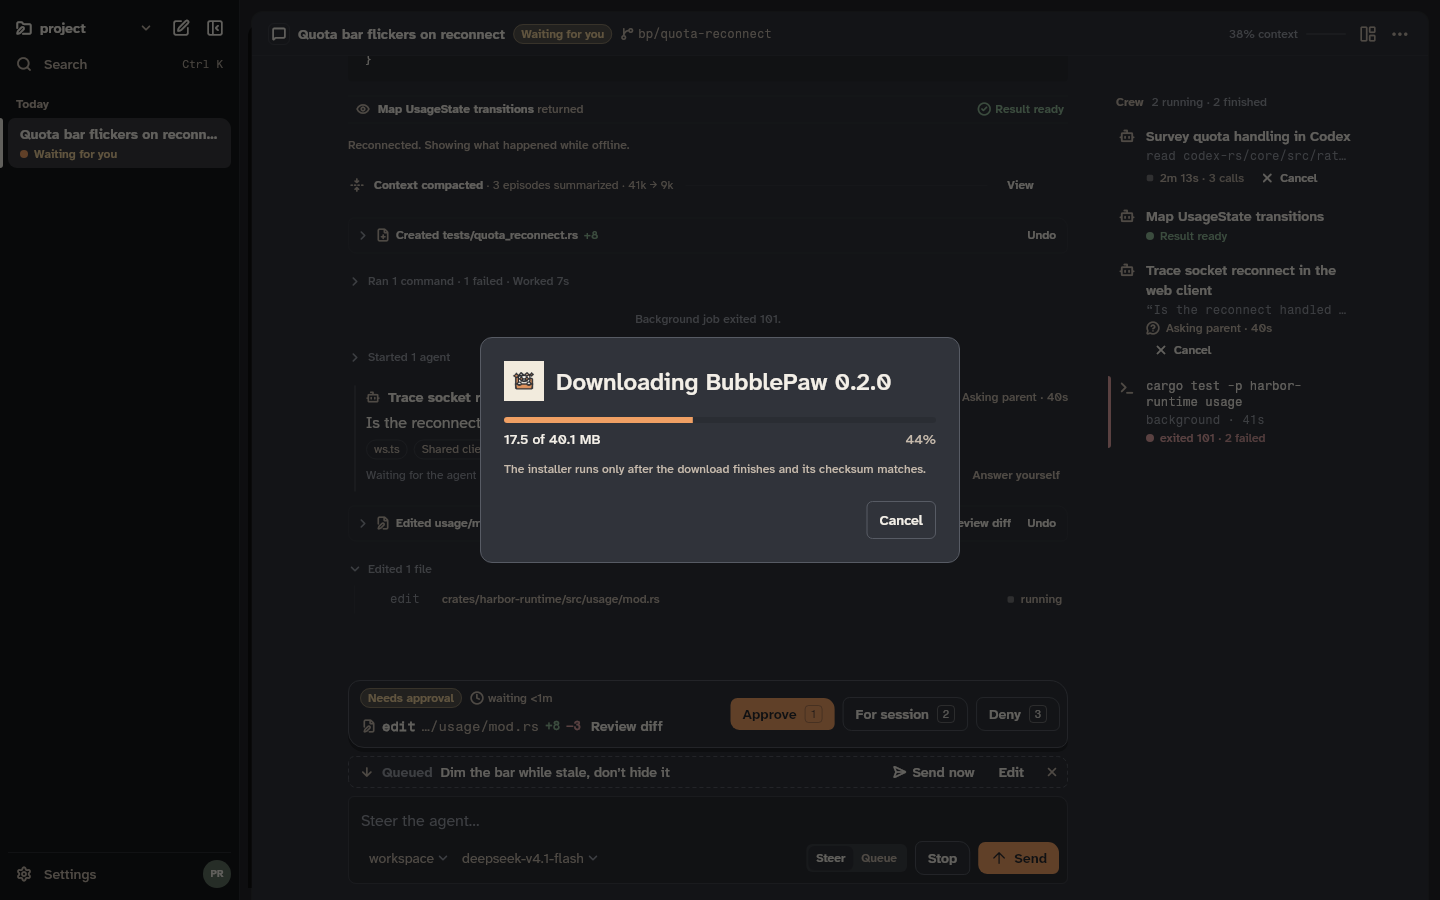 project
Search
Ctrl K
Today
Quota bar flickers on reconn…
Waiting for you
Settings
PR
Quota bar flickers on reconnect
Waiting for you
bp/quota-reconnect
38% context
}
Map UsageState transitions returned
Result ready
Reconnected. Showing what happened while offline.
Context compacted · 3 episodes summarized · 41k → 9k
View
Created tests/quota_reconnect.rs +8
Undo
Ran 1 command · 1 failed · Worked 7s
Background job exited 101.
Started 1 agent
Trace socket r
Asking parent · 40s
Is the reconnect
ws.ts
Shared clie
Waiting for the agent
Answer yourself
Edited usage/m
eview diff
Undo
Edited 1 file
edit
crates/harbor-runtime/src/usage/mod.rs
running
Downloading BubblePaw 0.2.0
17.5 of 40.1 MB
44%
The installer runs only after the download finishes and its checksum matches.
Cancel
Needs approval
waiting <1m
edit …/usage/mod.rs +8 −3 Review diff
Approve 1
For session 2
Deny 3
Queued Dim the bar while stale, don't hide it
Send now
Edit
Steer the agent…
workspace
deepseek-v4.1-flash
Steer
Queue
Stop
Send
Crew 2 running · 2 finished
Survey quota handling in Codex
read codex-rs/core/src/rat…
2m 13s · 3 calls
Cancel
Map UsageState transitions
Result ready
Trace socket reconnect in the
web client
“Is the reconnect handled …
Asking parent · 40s
Cancel
cargo test -p harbor-
runtime usage
background · 41s
exited 101 · 2 failed